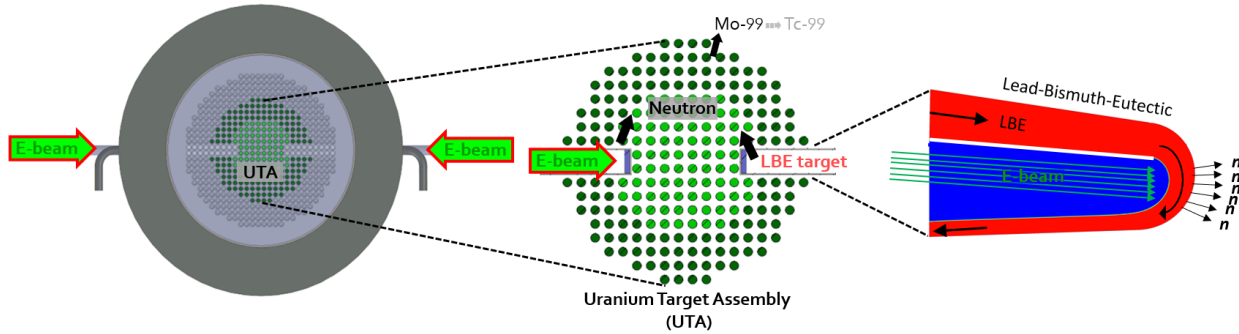 E-beam
UTA
E-beam
Mo-99 Tc-99
Neutron
E-beam
LBE target
Uranium Target Assembly
(UTA)
Lead-Bismuth-Eutectic
LBE
E-beam
n
n
n
n
n
n